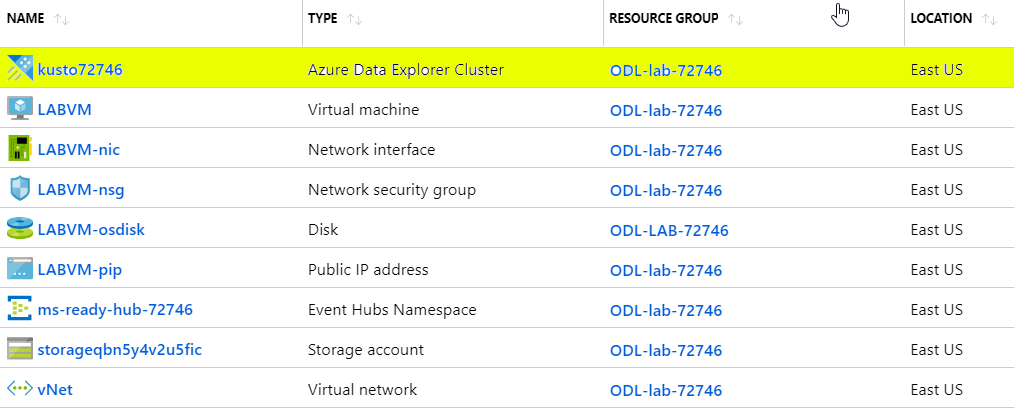 NAME TYPE RESOURCE GROUP LOCATION
kusto72746 Azure Data Explorer Cluster ODL-lab-72746 East US
LABVM Virtual machine ODL-lab-72746 East US
LABVM-nic Network interface ODL-lab-72746 East US
LABVM-nsg Network security group ODL-lab-72746 East US
LABVM-osdisk Disk ODL-LAB-72746 East US
LABVM-pip Public IP address ODL-lab-72746 East US
ms-ready-hub-72746 Event Hubs Namespace ODL-lab-72746 East US
storageqbn5y4v2u5fic Storage account ODL-lab-72746 East US
vNet Virtual network ODL-lab-72746 East US